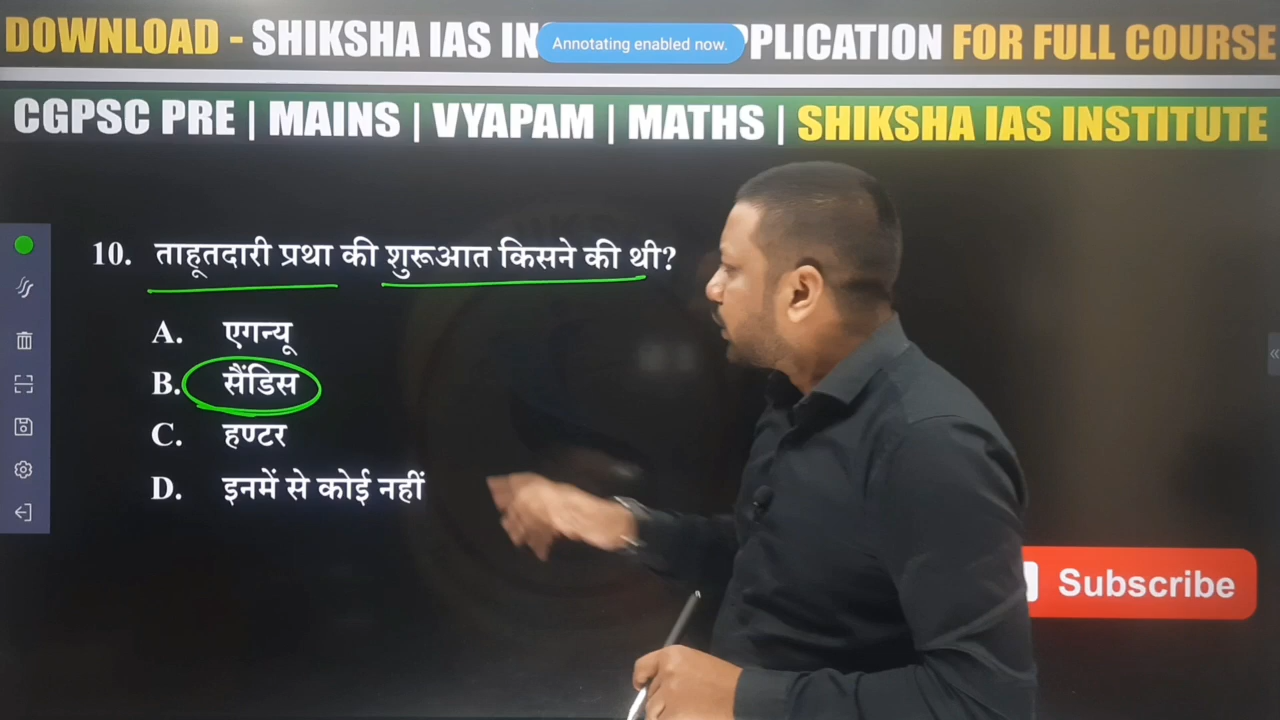 DOWNLOAD - SHIKSHA IAS IN PLICATION FOR FULL COURSE
Annotating enabled now.
CGPSC PRE | MAINS | VYAPAM | MATHS | SHIKSHA IAS INSTITUTE
10. ताहूतदारी प्रथा की शुरूआत किसने की थी?
A. एगन्यू
B. सैंडिस
C. हण्टर
D. इनमें से कोई नहीं
Subscribe